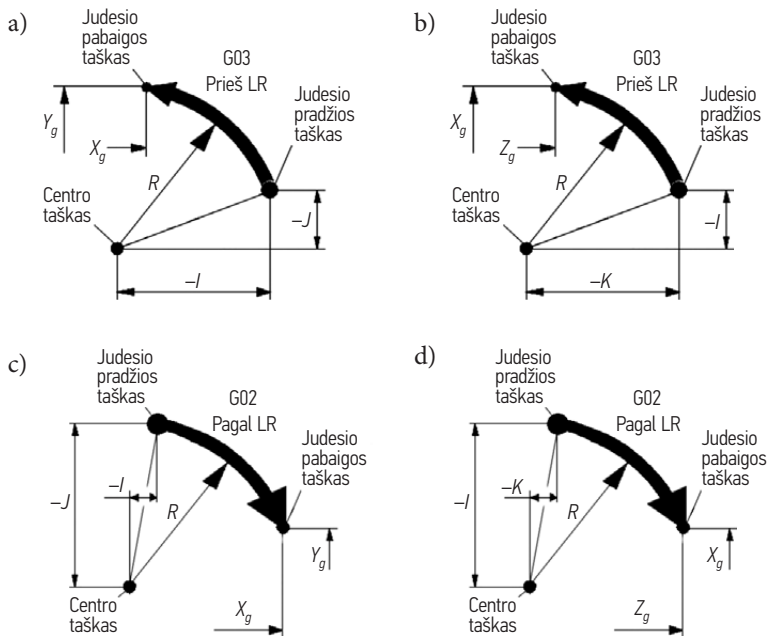 a)
Judesio
pabaigos
taškas
G03
Prieš LR
Judesio
pradžios
taškas
Yg
Xg
R
Centro
taškas
–J
–I
b)
Judesio
pabaigos
taškas
G03
Prieš LR
Judesio
pradžios
taškas
Xg
Zg
R
Centro
taškas
–I
–K
c)
Judesio
pradžios
taškas
G02
Pagal LR
Judesio
pabaigos
taškas
–I
–J
R
Yg
Centro
taškas
Xg
d)
Judesio
pradžios
taškas
G02
Pagal LR
Judesio
pabaigos
taškas
–K
–I
R
Xg
Centro
taškas
Zg